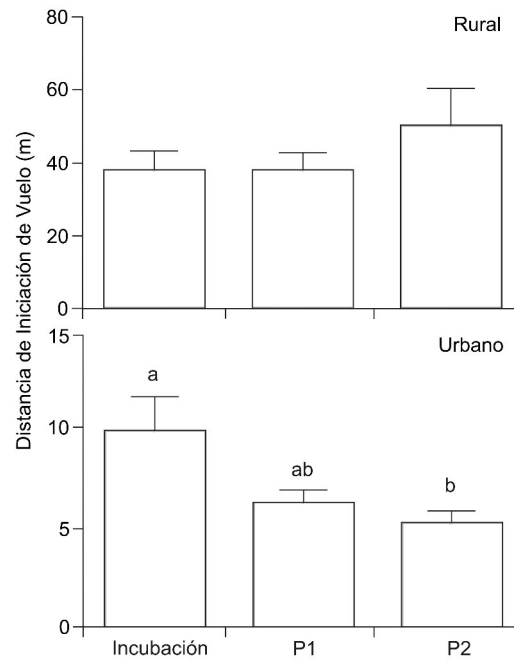 Distancia de Iniciación de Vuelo (m)
80
Rural
60
40
20
0
15
Urbano
a
10
ab
b
5
0
Incubación P1 P2